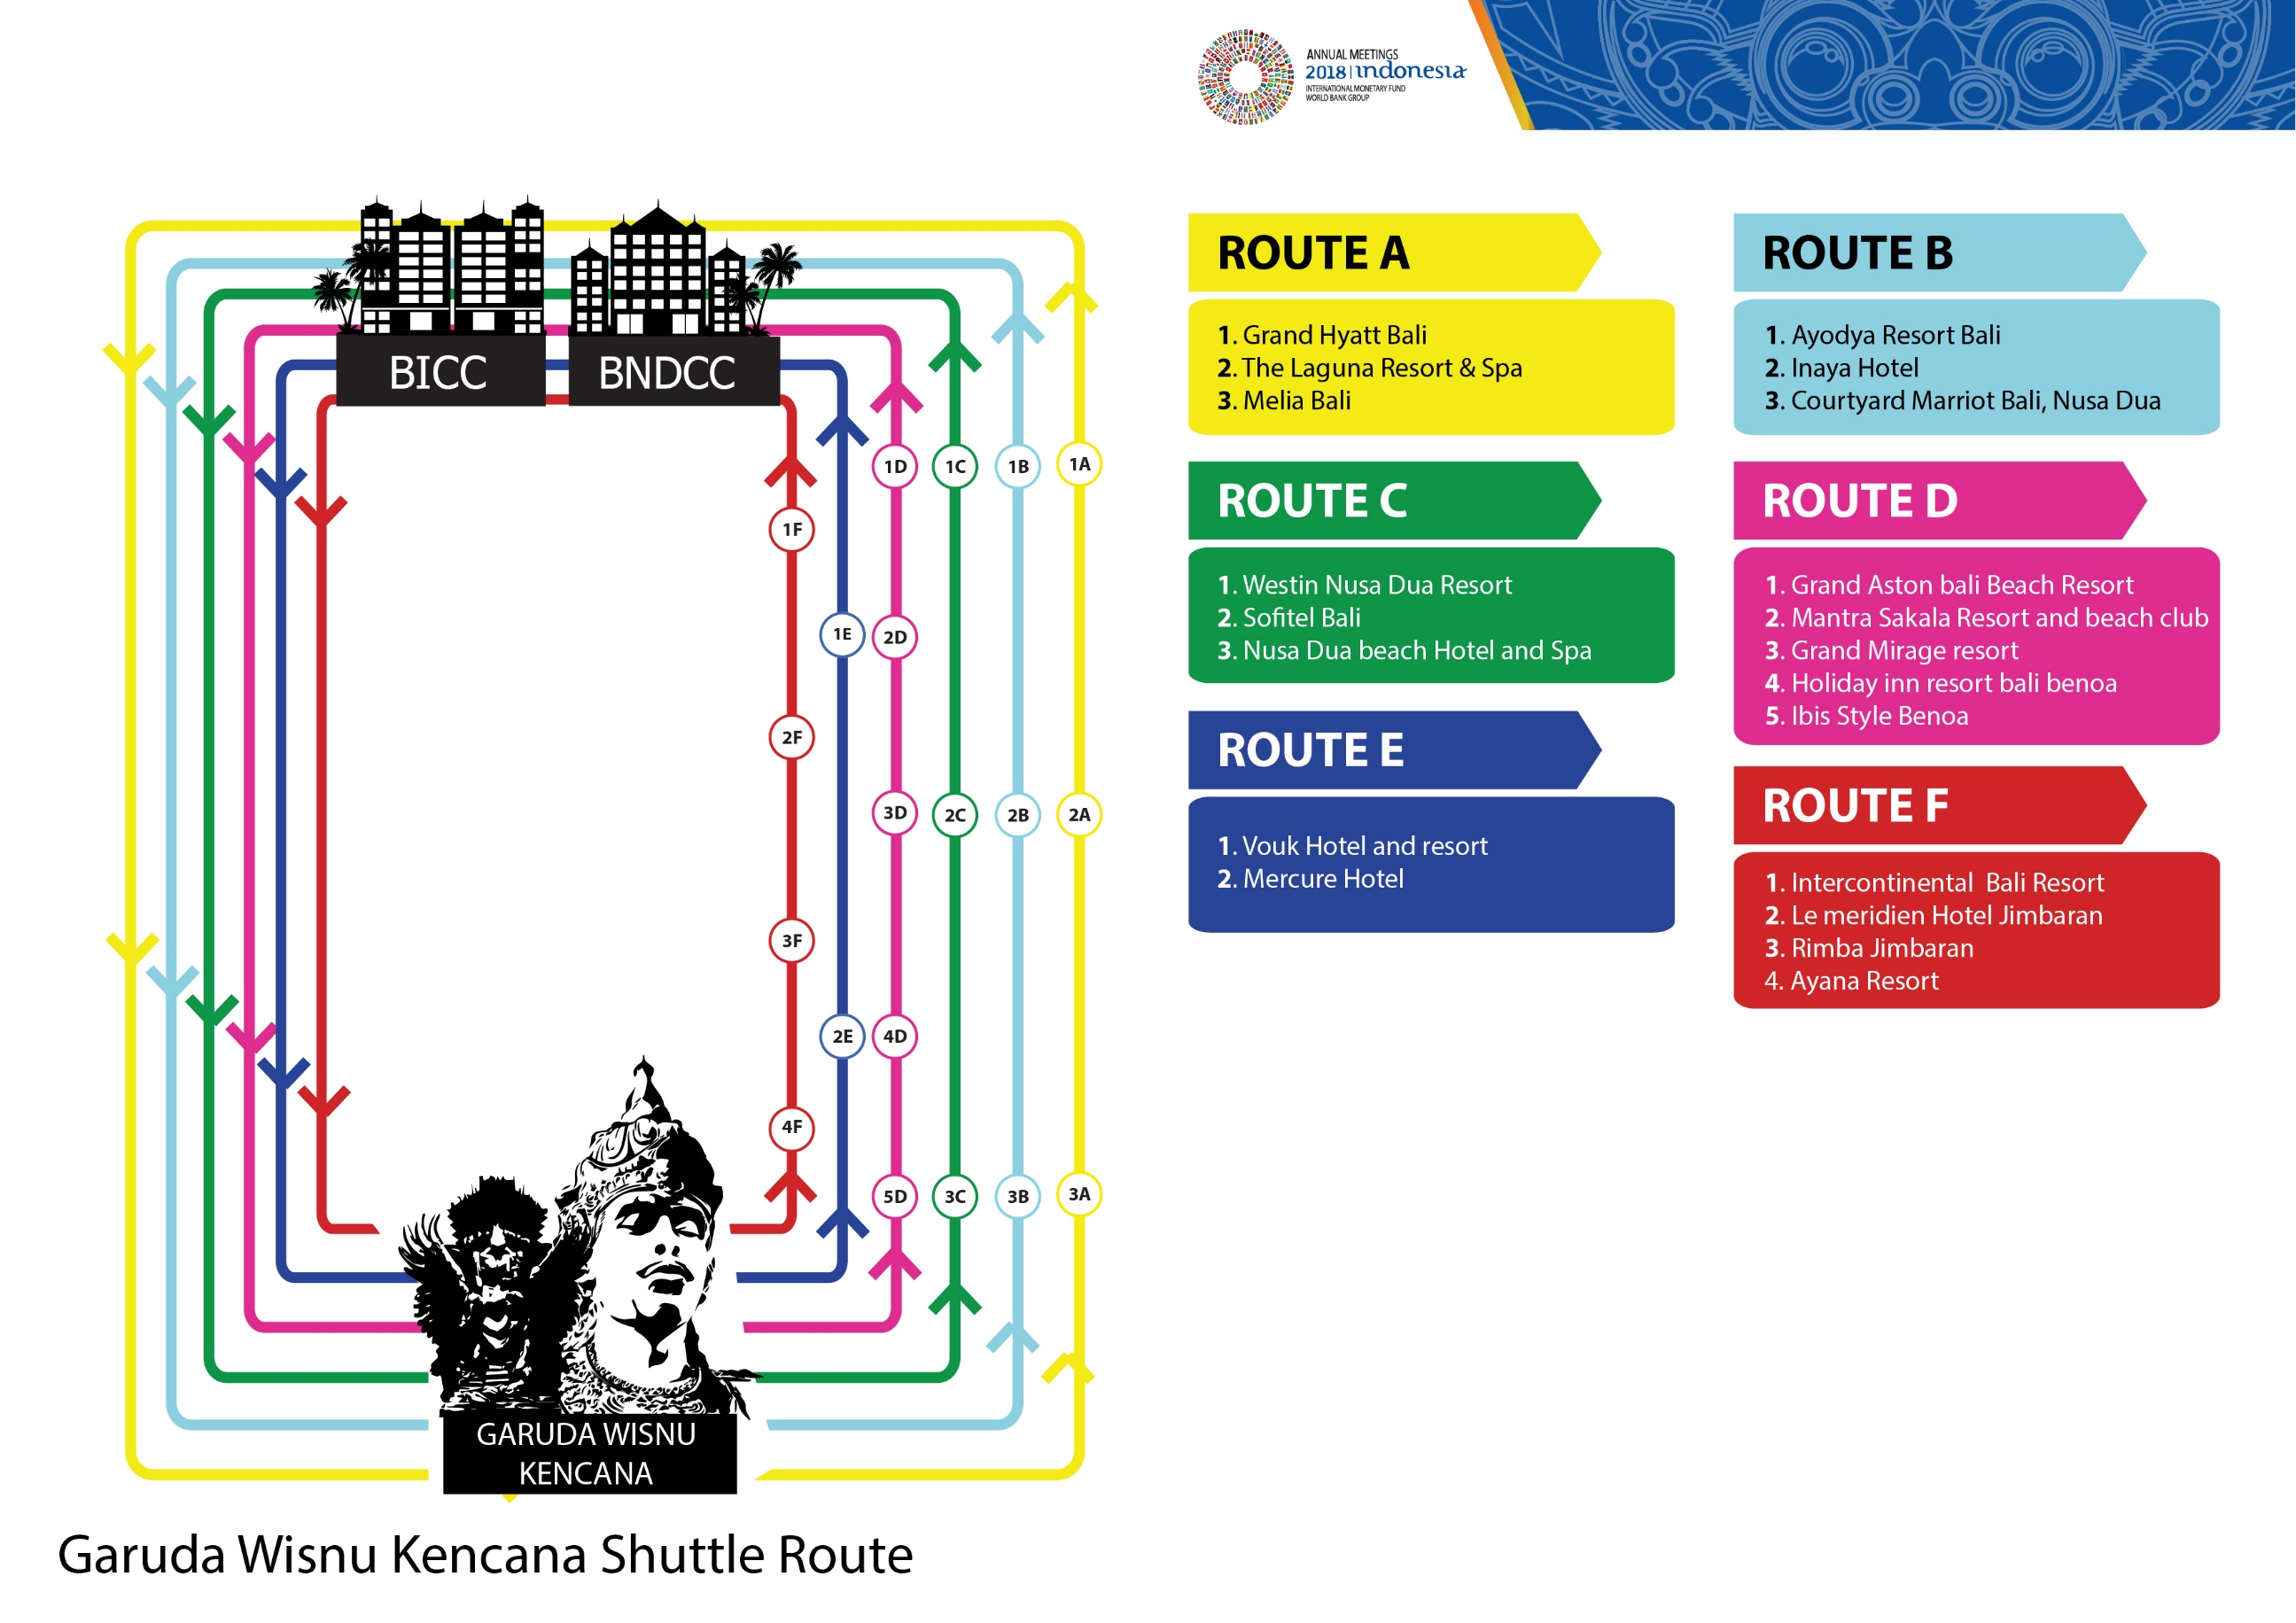 ANNUAL MEETINGS
2018 | indonesia
INTERNATIONAL MONETARY FUND
WORLD BANK GROUP
BICC
BNDCC
1D
1C
1B
1A
1F
1E
2D
2F
3D
2C
2B
2A
3F
2E
4D
4F
5D
3C
3B
3A
GARUDA WISNU
KENCANA
Garuda Wisnu Kencana Shuttle Route
ROUTE A
1. Grand Hyatt Bali
2. The Laguna Resort & Spa
3. Melia Bali
ROUTE B
1. Ayodya Resort Bali
2. Inaya Hotel
3. Courtyard Marriot Bali, Nusa Dua
ROUTE C
1. Westin Nusa Dua Resort
2. Sofitel Bali
3. Nusa Dua beach Hotel and Spa
ROUTE D
1. Grand Aston bali Beach Resort
2. Mantra Sakala Resort and beach club
3. Grand Mirage resort
4. Holiday inn resort bali benoa
5. Ibis Style Benoa
ROUTE E
1. Vouk Hotel and resort
2. Mercure Hotel
ROUTE F
1. Intercontinental  Bali Resort
2. Le meridien Hotel Jimbaran
3. Rimba Jimbaran
4. Ayana Resort